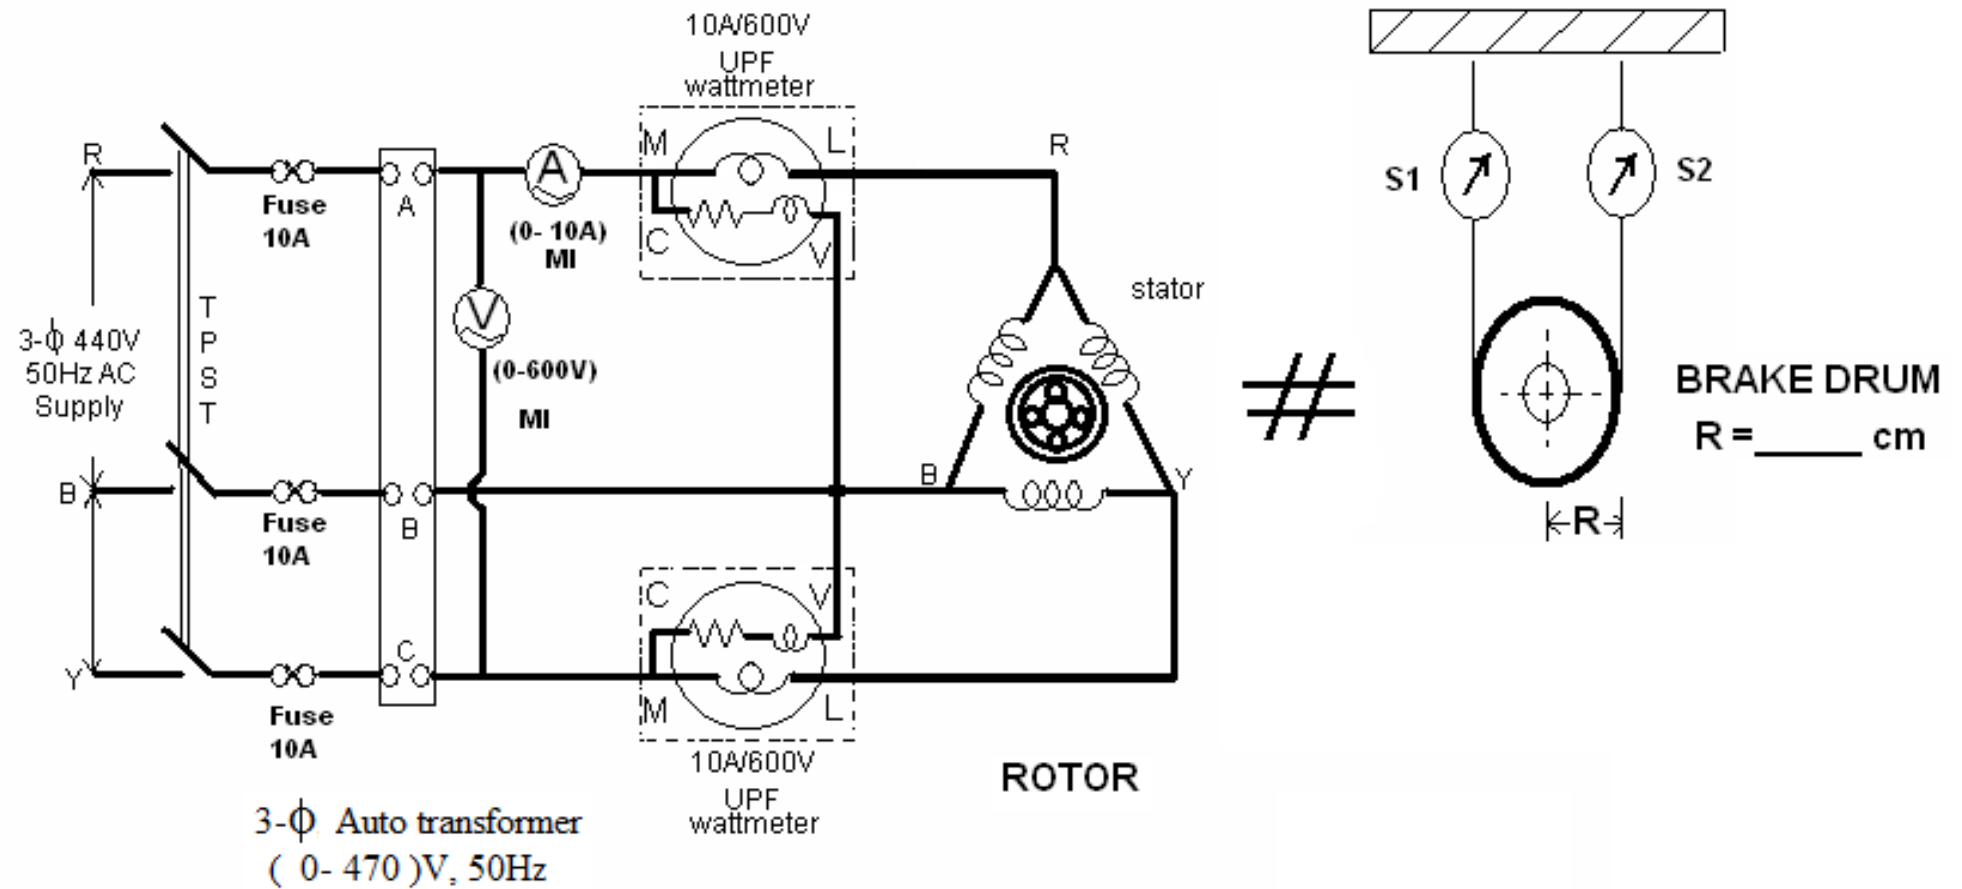 10A/600V
UPF
wattmeter
M
L
C
V
R
Fuse
10A
A
A
(0- 10A)
MI
R
S1
S2
stator
T
P
S
T
3-ϕ 440V
50Hz AC
Supply
V
(0-600V)
MI
BRAKE DRUM
R = _____ cm
B
Fuse
10A
B
B
Y
R
C
V
M
L
Y
C
Fuse
10A
10A/600V
UPF
wattmeter
ROTOR
3-ϕ Auto transformer
( 0- 470 )V, 50Hz